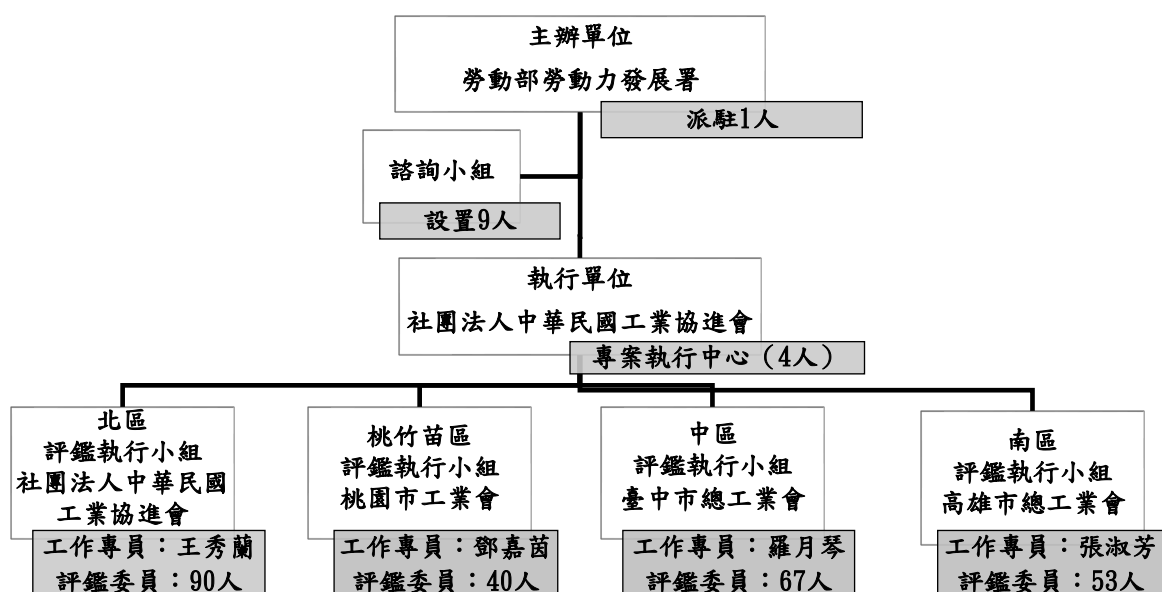 主辦單位
勞動部勞動力發展署
派駐1人
諮詢小組
設置9人
執行單位
社團法人中華民國工業協進會
專案執行中心（4人）
北區
評鑑執行小組
社團法人中華民國
工業協進會
工作專員：王秀蘭
評鑑委員：90人
桃竹苗區
評鑑執行小組
桃園市工業會
工作專員：鄧嘉茵
評鑑委員：40人
中區
評鑑執行小組
臺中市總工業會
工作專員：羅月琴
評鑑委員：67人
南區
評鑑執行小組
高雄市總工業會
工作專員：張淑芳
評鑑委員：53人